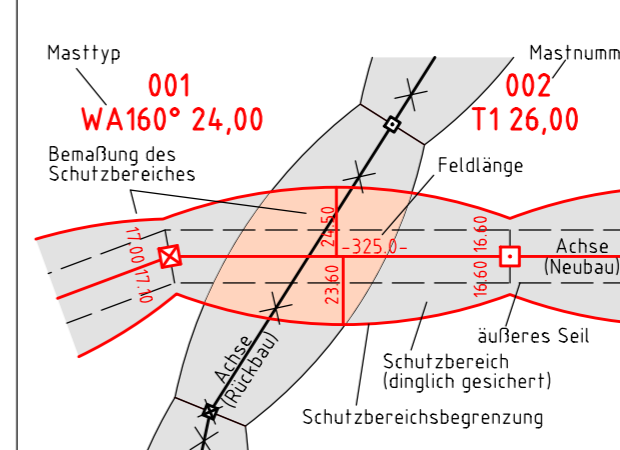 Masttyp
Mastnumm
001
WA160° 24,00
002
T1 26,00
Bemaßung des
Schutzbereiches
Feldlänge
24.50
-325.0-
23.60
17.00
17.10
16.60
16.60
Achse
(Neubau)
äußeres Seil
Schutzbereich
(dinglich gesichert)
Achse
(Rückbau)
Schutzbereichsbegrenzung